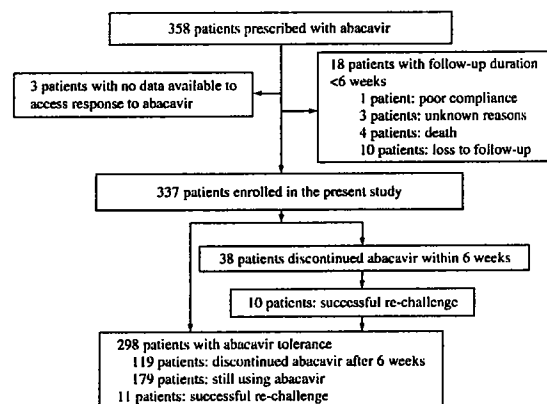 358 patients prescribed with abacavir
3 patients with no data available to
access response to abacavir
18 patients with follow-up duration
<6 weeks
1 patient: poor compliance
3 patients: unknown reasons
4 patients: death
10 patients: loss to follow-up
337 patients enrolled in the present study
38 patients discontinued abacavir within 6 weeks
10 patients: successful re-challenge
298 patients with abacavir tolerance
119 patients: discontinued abacavir after 6 weeks
179 patients: still using abacavir
11 patients: successful re-challenge